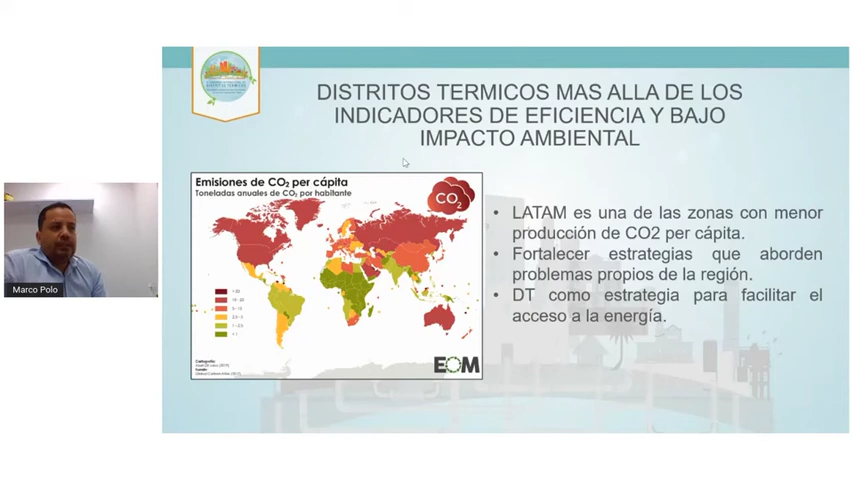 DISTRITOS TERMICOS MAS ALLA DE LOS
INDICADORES DE EFICIENCIA Y BAJO
IMPACTO AMBIENTAL
Emisiones de CO₂ per cápita
Toneladas anuales de CO₂ por habitante
CO₂
EOM
• LATAM es una de las zonas con menor
producción de CO2 per cápita.
• Fortalecer estrategias que aborden
problemas propios de la región.
• DT como estrategia para facilitar el
acceso a la energía.
Marco Polo